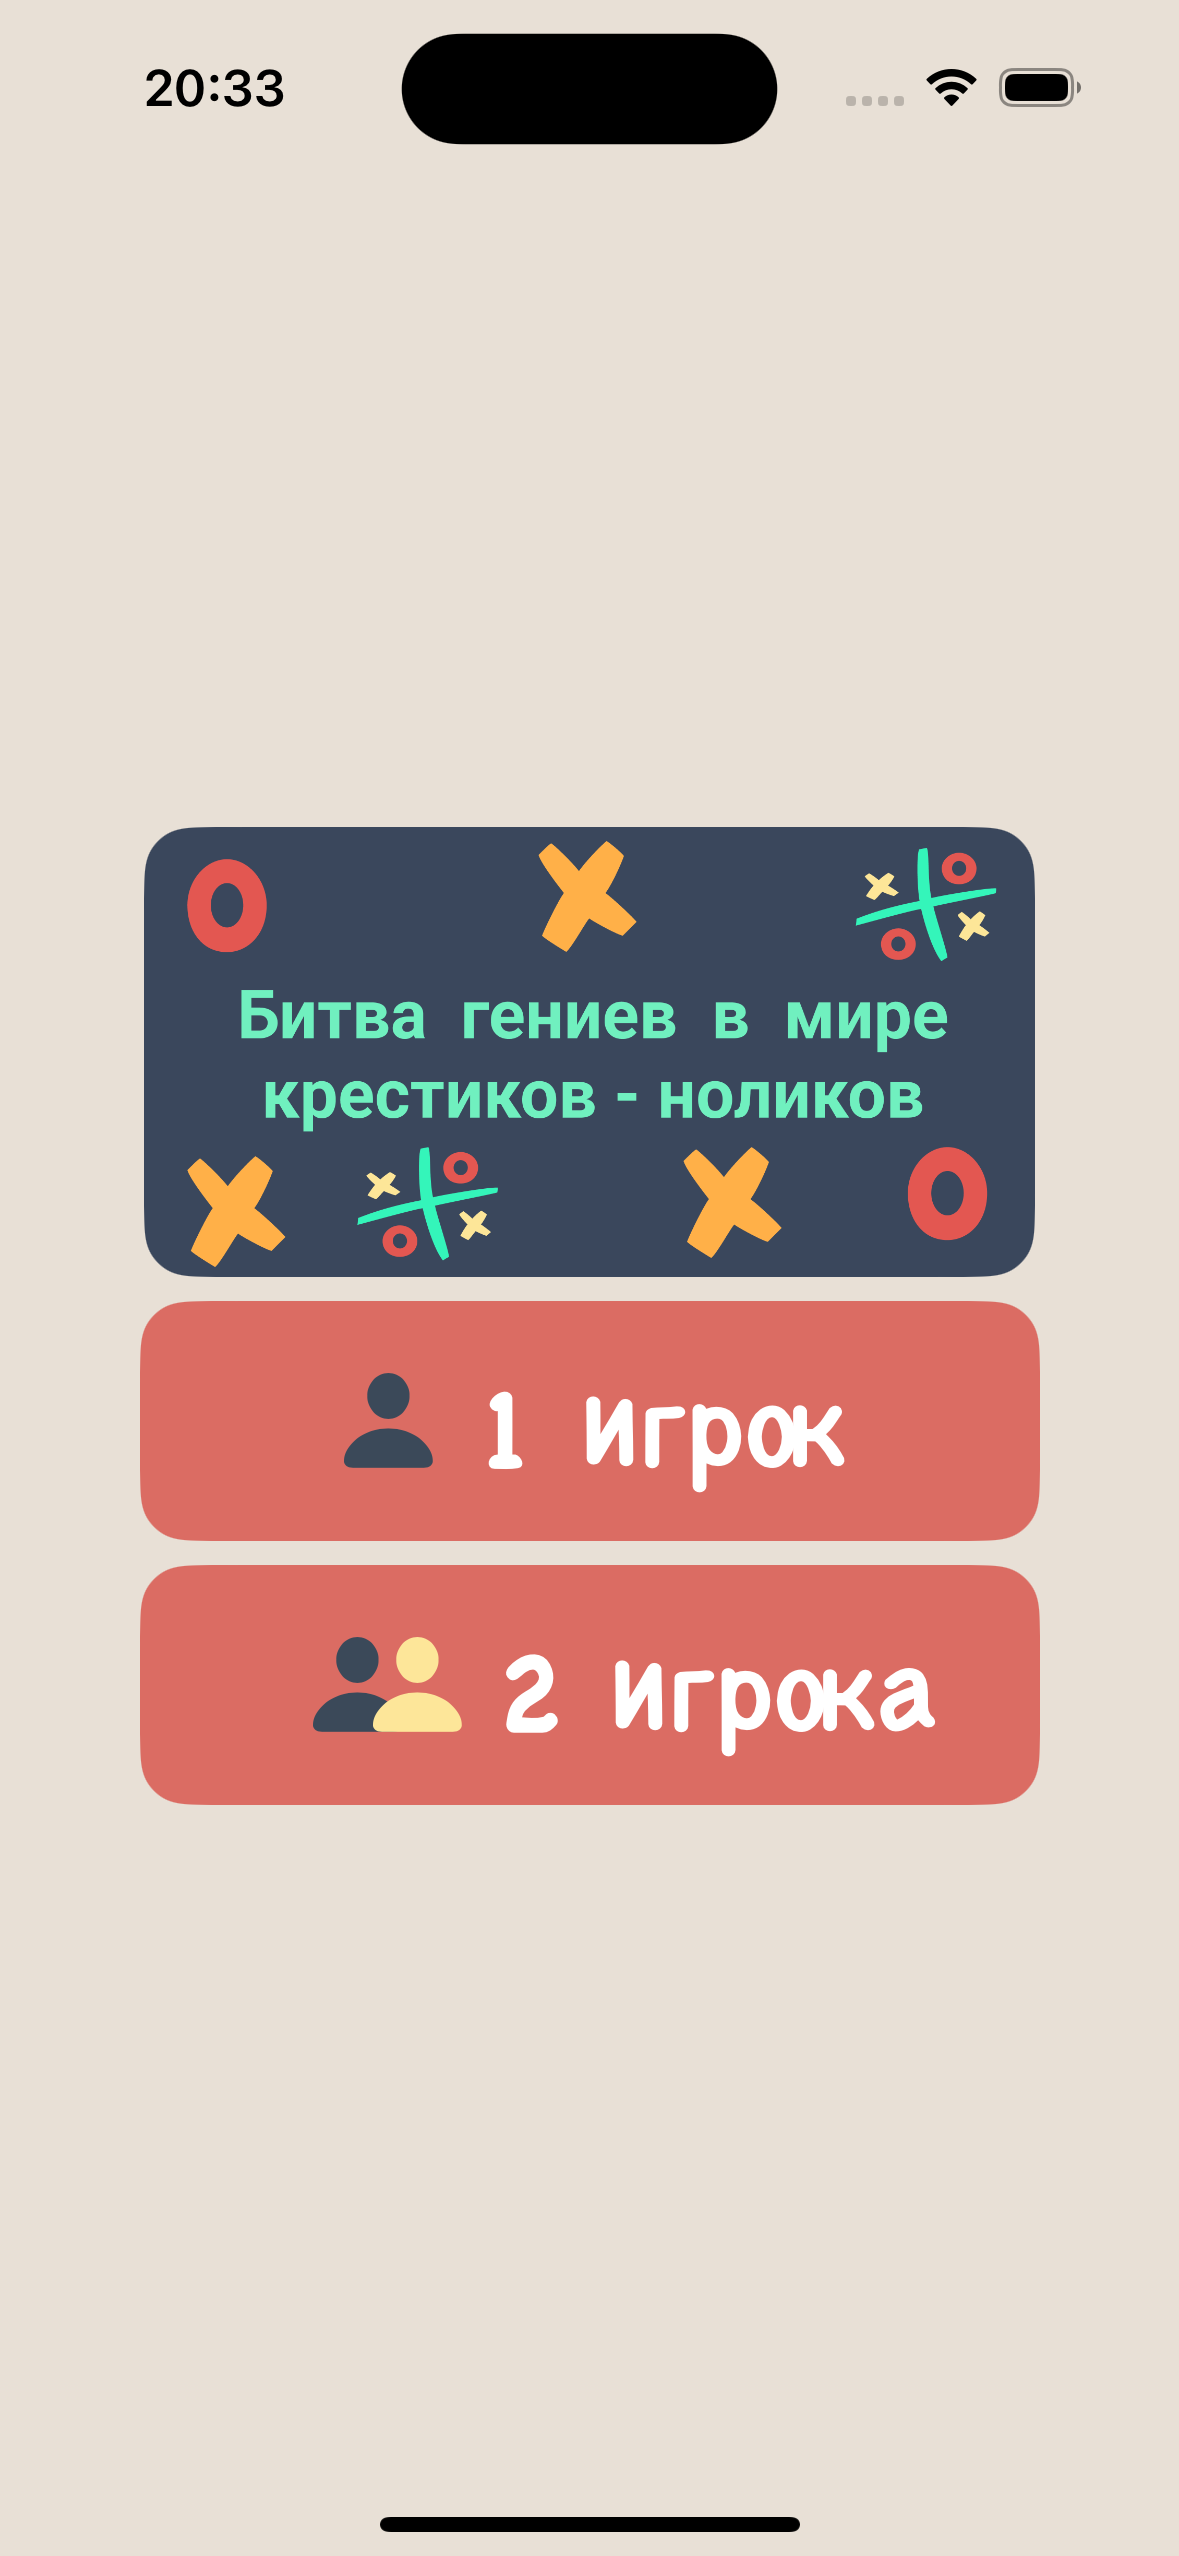 20:33
Битва гениев в мире
крестиков - ноликов
1 игрок
2 игрока